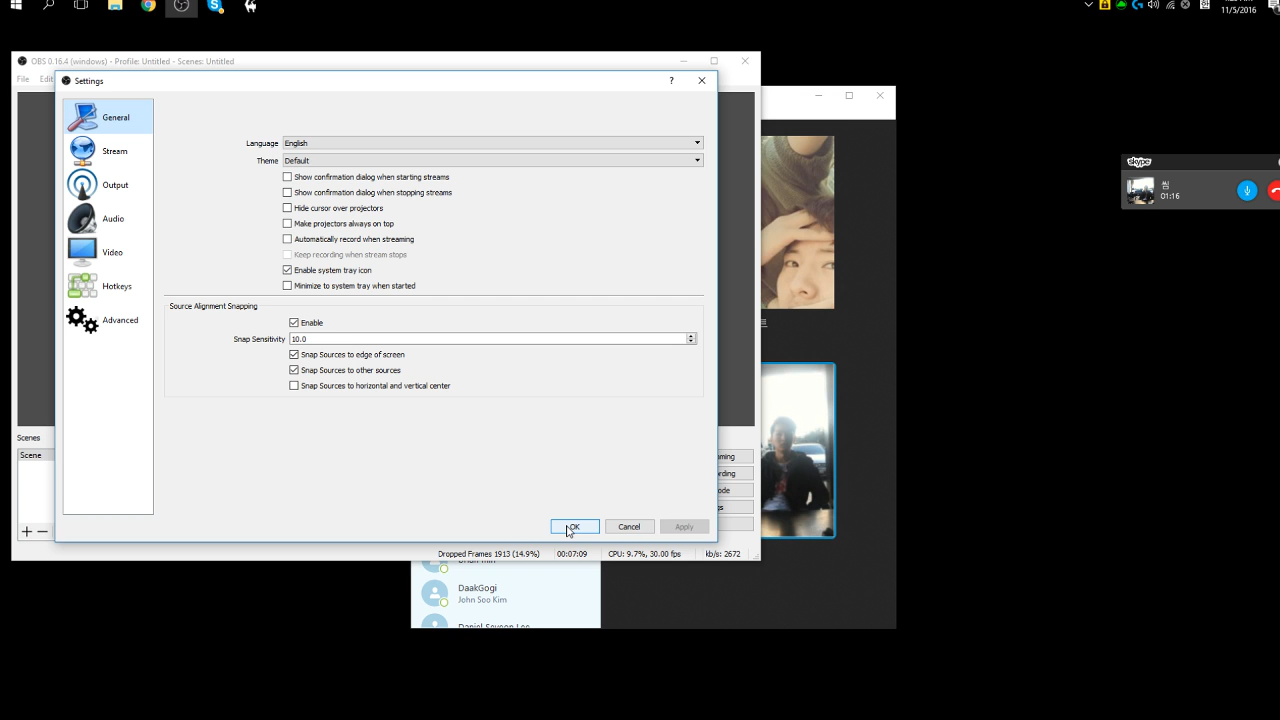 11/5/2016
OBS 0.16.4 (windows) - Profile: Untitled - Scenes: Untitled
File Edit
Settings
General
Stream
Output
Audio
Video
Hotkeys
Advanced
Language English
Theme Default
Show confirmation dialog when starting streams
Show confirmation dialog when stopping streams
Hide cursor over projectors
Make projectors always on top
Automatically record when streaming
Keep recording when stream stops
Enable system tray icon
Minimize to system tray when started
Source Alignment Snapping
Enable
Snap Sensitivity 10.0
Snap Sources to edge of screen
Snap Sources to other sources
Snap Sources to horizontal and vertical center
OK Cancel Apply
Scenes
Scene
aming
rding
ode
gs
Dropped Frames 1913 (14.9%) 00:07:09 CPU: 9.7%, 30.00 fps kb/s: 2672
DaakGogi
John Soo Kim
skype
씸
01:16